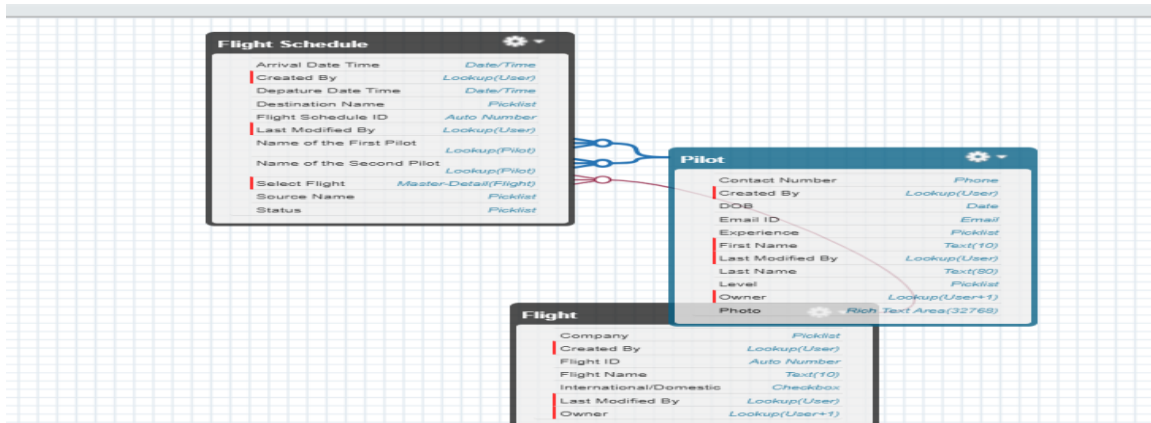 Flight Schedule
Arrival Date Time Date/Time
Created By Lookup(User)
Depature Date Time Date/Time
Destination Name Picklist
Flight Schedule ID Auto Number
Last Modified By Lookup(User)
Name of the First Pilot
Lookup(Pilot)
Name of the Second Pilot
Lookup(Pilot)
Select Flight Master-Detail(Flight)
Source Name Picklist
Status Picklist
Pilot
Contact Number Phone
Created By Lookup(User)
DOB Date
Email ID Email
Experience Picklist
First Name Text(10)
Last Modified By Lookup(User)
Last Name Text(80)
Level Picklist
Owner Lookup(User+1)
Photo Rich Text Area(32768)
Flight
Company Picklist
Created By Lookup(User)
Flight ID Auto Number
Flight Name Text(10)
International/Domestic Checkbox
Last Modified By Lookup(User)
Owner Lookup(User+1)